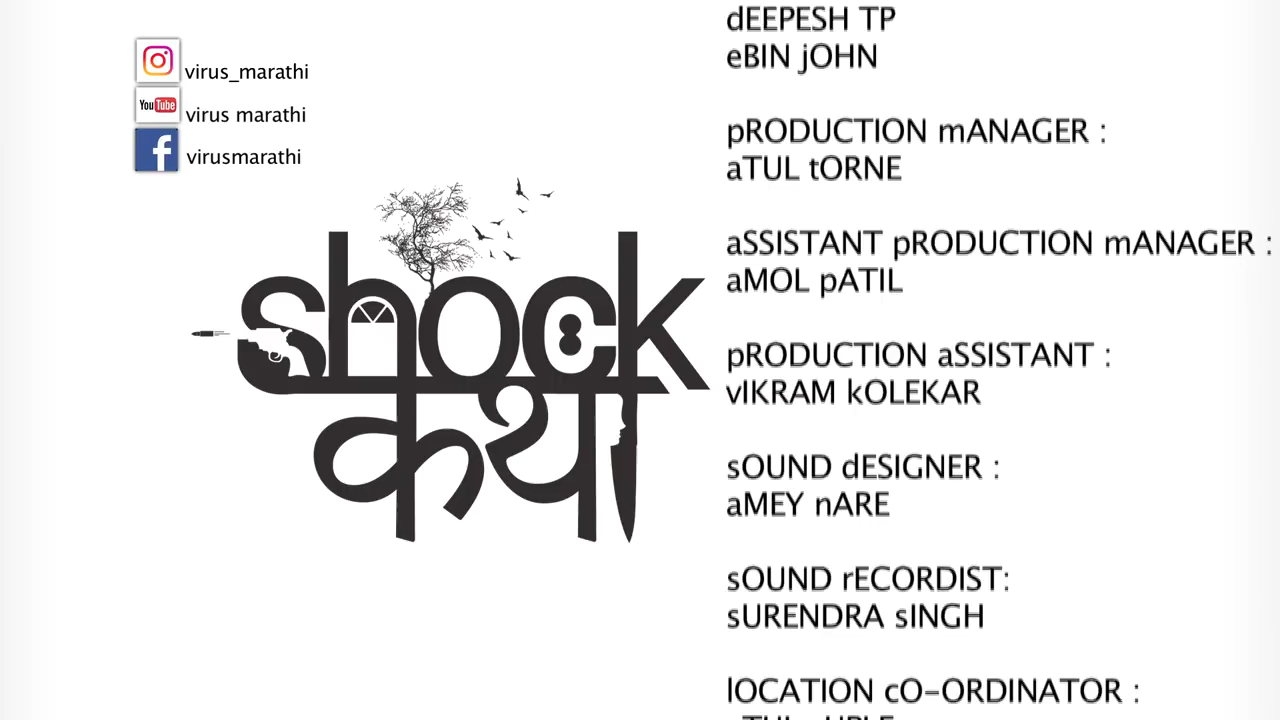 virus_marathi
YouTube
virus marathi
virusmarathi
shock
कथा
dEEPESH TP
eBIN jOHN
pRODUCTION mANAGER :
aTUL tORNE
aSSISTANT pRODUCTION mANAGER :
aMOL pATIL
pRODUCTION aSSISTANT :
vIKRAM kOLEKAR
sOUND dESIGNER :
aMEY nARE
sOUND rECORDIST:
sURENDRA sINGH
lOCATION cO-ORDINATOR :